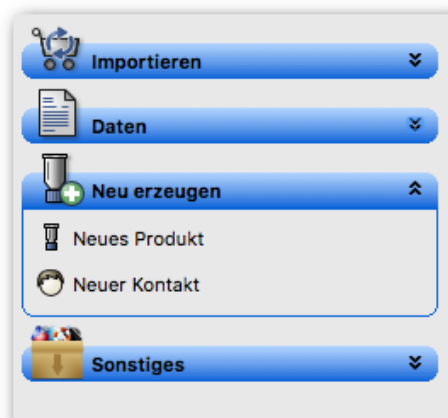 Importieren
Daten
Neu erzeugen
Neues Produkt
Neuer Kontakt
Sonstiges